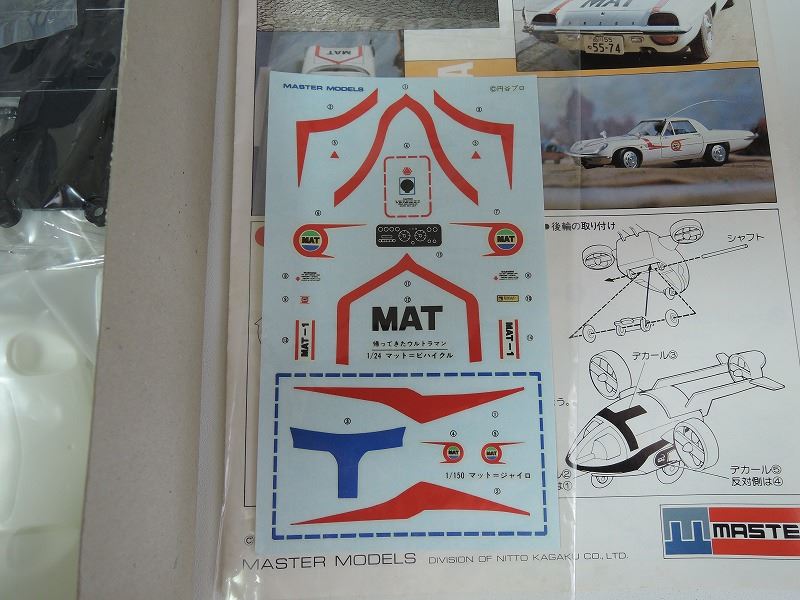 MAT
55
55-74
MAT
MASTER MODELS
©円谷プロ
MAT
MAT
MAT
帰ってきたウルトラマン
1/24 マット=ビハイクル
MAT-1
MAT-1
1/150 マット=ジャイロ
MAT
MAT
●後輪の取り付け
シャフト
デカール③
デカール⑤
反対側は④
MASTE
MASTER MODELS DIVISION OF NITTO KAGAKU CO., LTD.